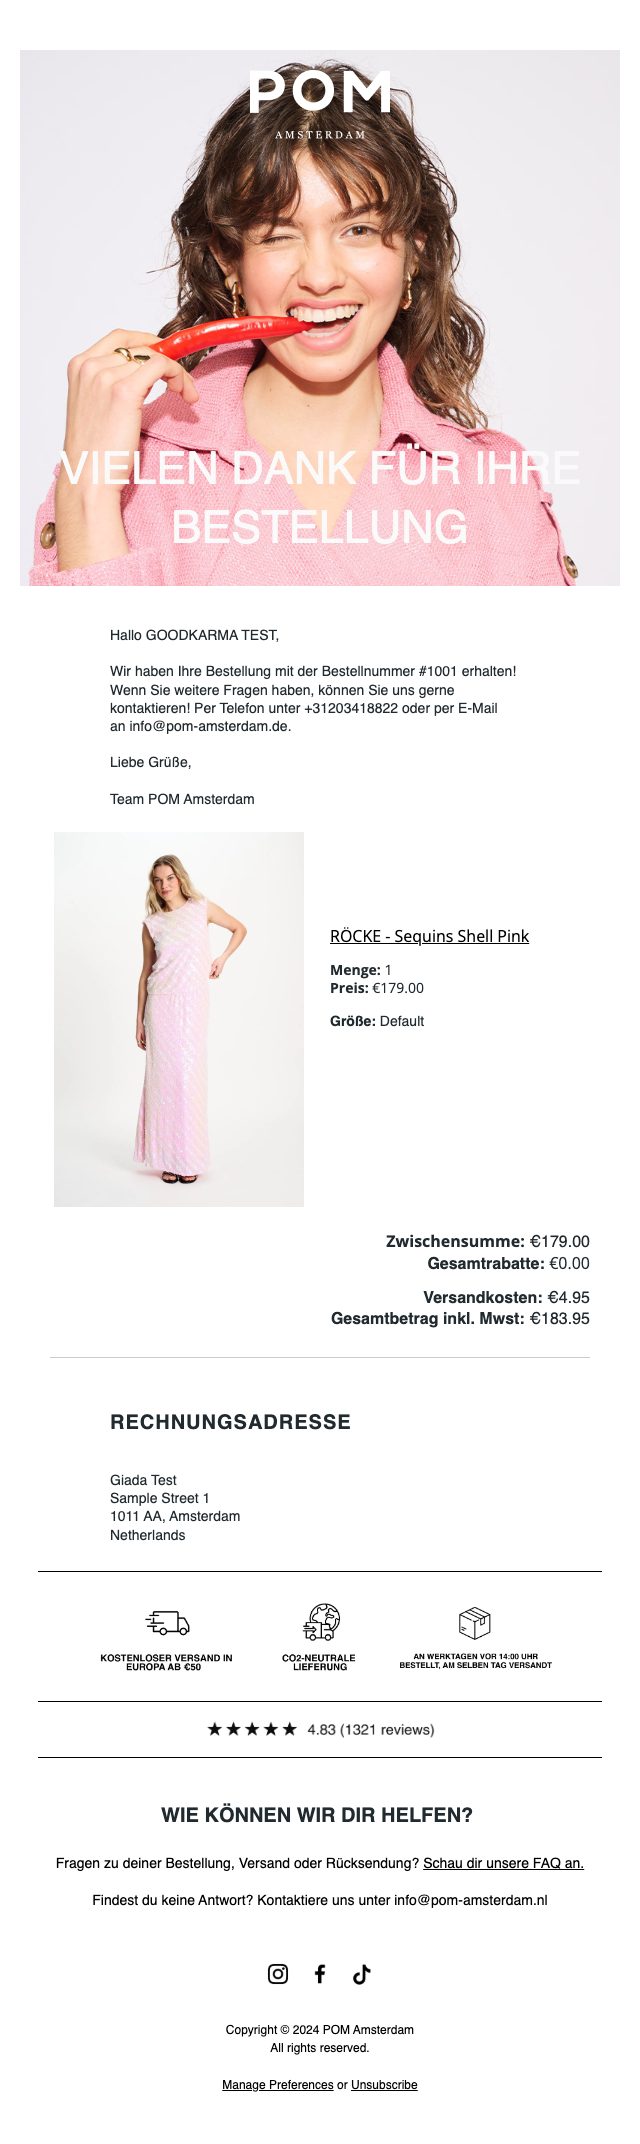 POM
AMSTERDAM
VIELEN DANK FÜR IHRE
BESTELLUNG
Hallo GOODKARMA TEST,
Wir haben Ihre Bestellung mit der Bestellnummer #1001 erhalten!
Wenn Sie weitere Fragen haben, können Sie uns gerne
kontaktieren! Per Telefon unter +31203418822 oder per E-Mail
an info@pom-amsterdam.de.
Liebe Grüße,
Team POM Amsterdam
RÖCKE - Sequins Shell Pink
Menge: 1
Preis: €179.00
Größe: Default
Zwischensumme: €179.00
Gesamtrabatte: €0.00
Versandkosten: €4.95
Gesamtbetrag inkl. Mwst: €183.95
RECHNUNGSADRESSE
Giada Test
Sample Street 1
1011 AA, Amsterdam
Netherlands
KOSTENLOSER VERSAND IN
EUROPA AB €50
CO2-NEUTRALE
LIEFERUNG
AN WERKTAGEN VOR 14:00 UHR
BESTELLT, AM SELBEN TAG VERSANDT
★★★★★ 4.83 (1321 reviews)
WIE KÖNNEN WIR DIR HELFEN?
Fragen zu deiner Bestellung, Versand oder Rücksendung? Schau dir unsere FAQ an.
Findest du keine Antwort? Kontaktiere uns unter info@pom-amsterdam.nl
Copyright © 2024 POM Amsterdam
All rights reserved.
Manage Preferences or Unsubscribe